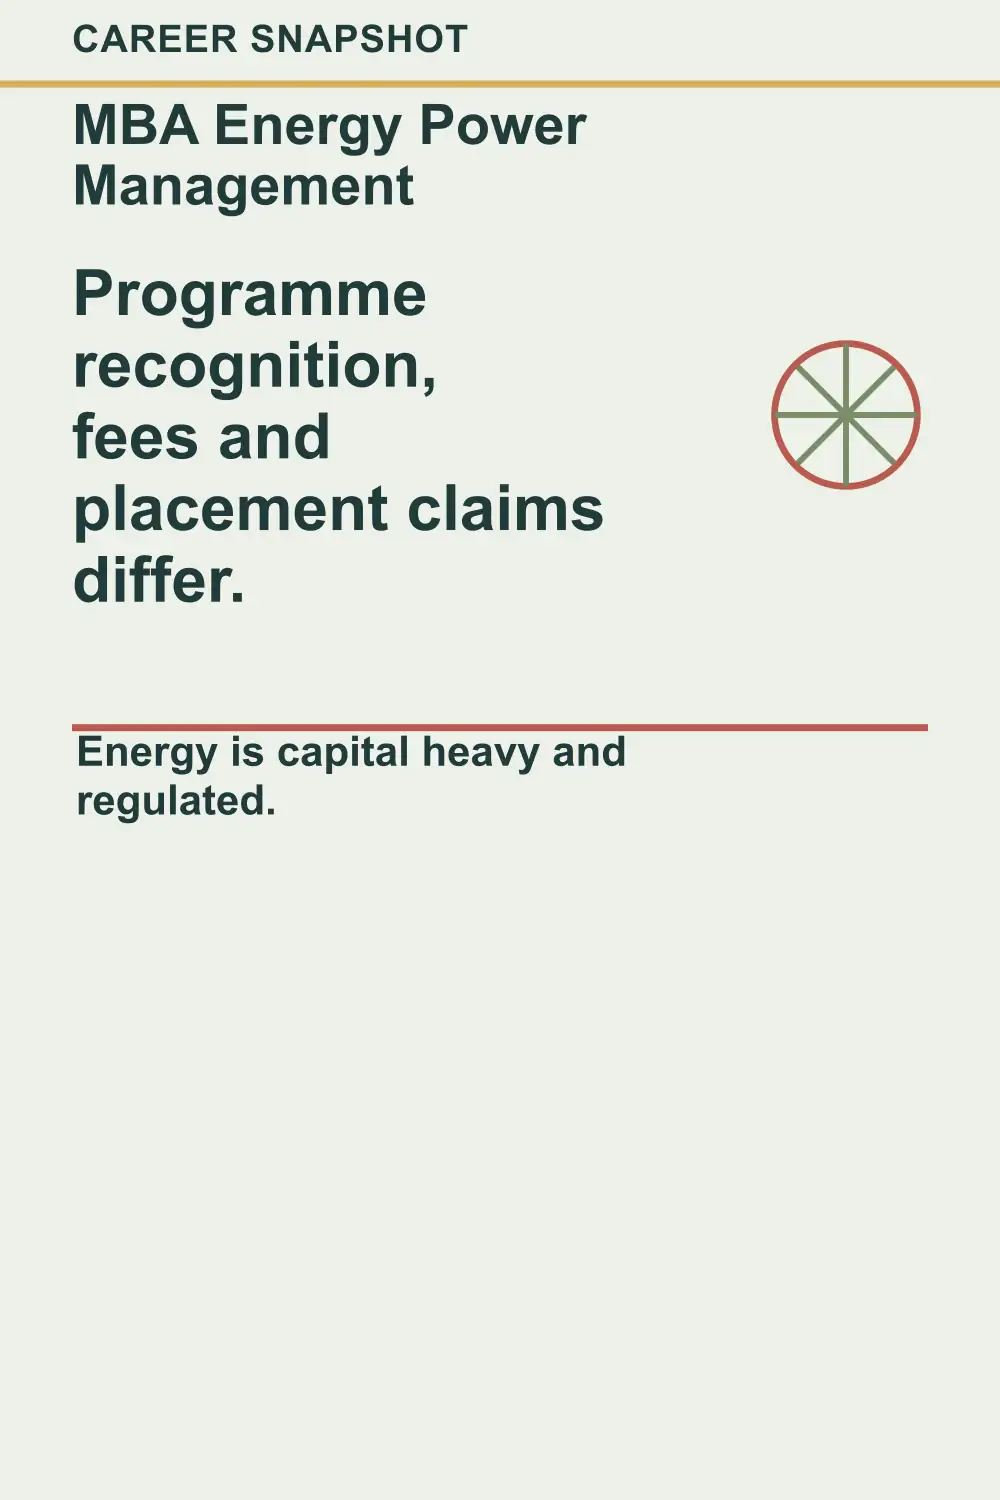 CAREER SNAPSHOT
MBA Energy Power
Management
Programme
recognition,
fees and
placement claims
differ.
Energy is capital heavy and
regulated.